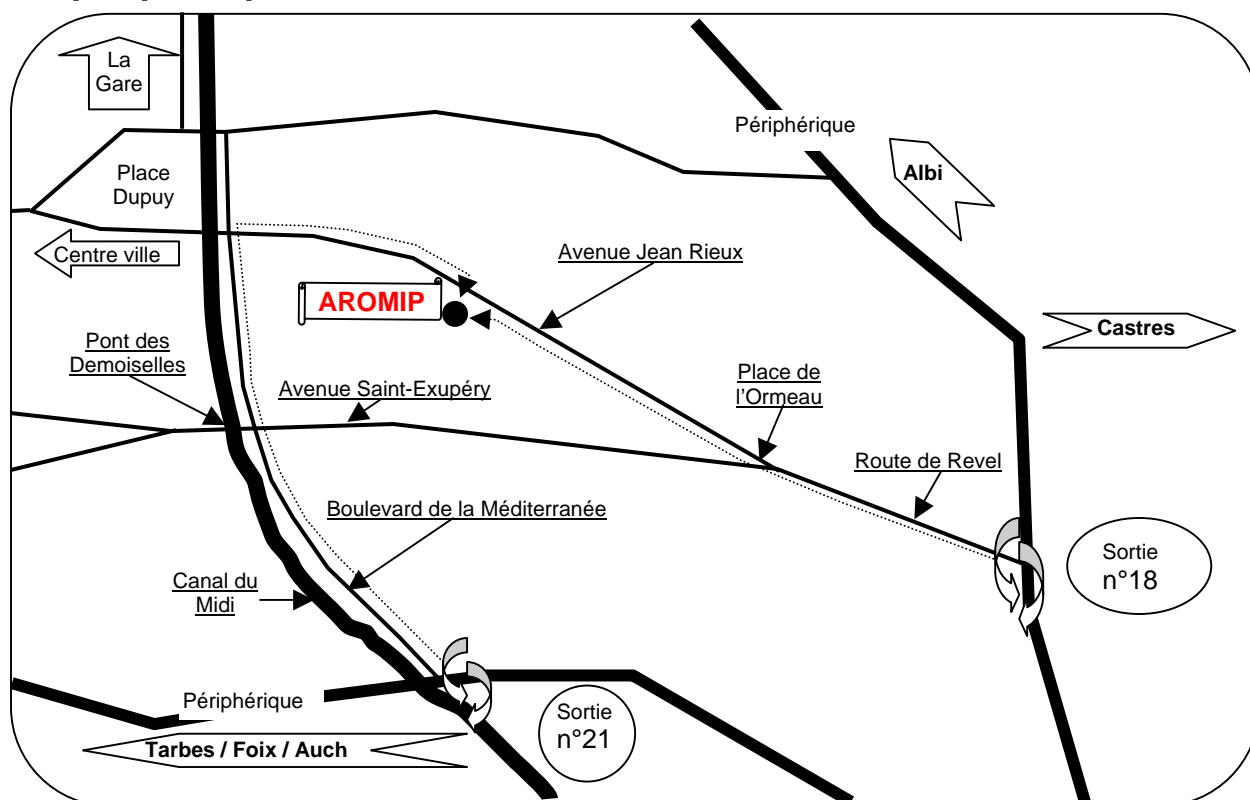 La
Gare
Périphérique
Place
Dupuy
Albi
Centre ville
Avenue Jean Rieux
AROMIP
Castres
Pont des
Demoiselles
Avenue Saint-Exupéry
Place de
l’Ormeau
Route de Revel
Boulevard de la Méditerranée
Sortie
n°18
Canal du
Midi
Périphérique
Sortie
n°21
Tarbes / Foix / Auch